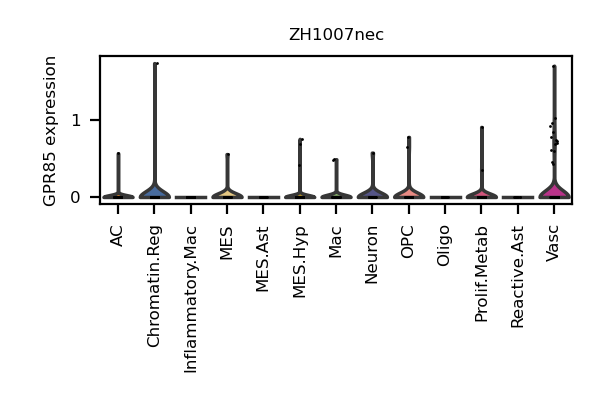 ZH1007nec
GPR85 expression
1
0
AC
Chromatin.Reg
Inflammatory.Mac
MES
MES.Ast
MES.Hyp
Mac
Neuron
OPC
Oligo
Prolif.Metab
Reactive.Ast
Vasc